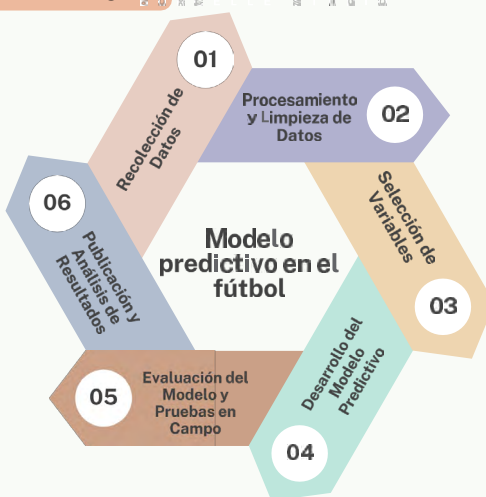 01
Recolección de
Datos
Procesamiento
y Limpieza de
Datos
02
Selección de
Variables
03
Desarrollo del
Modelo
Predictivo
04
Evaluación del
Modelo y
Pruebas en
Campo
05
Publicación y
Análisis de
Resultados
06
Modelo
predictivo en el
fútbol